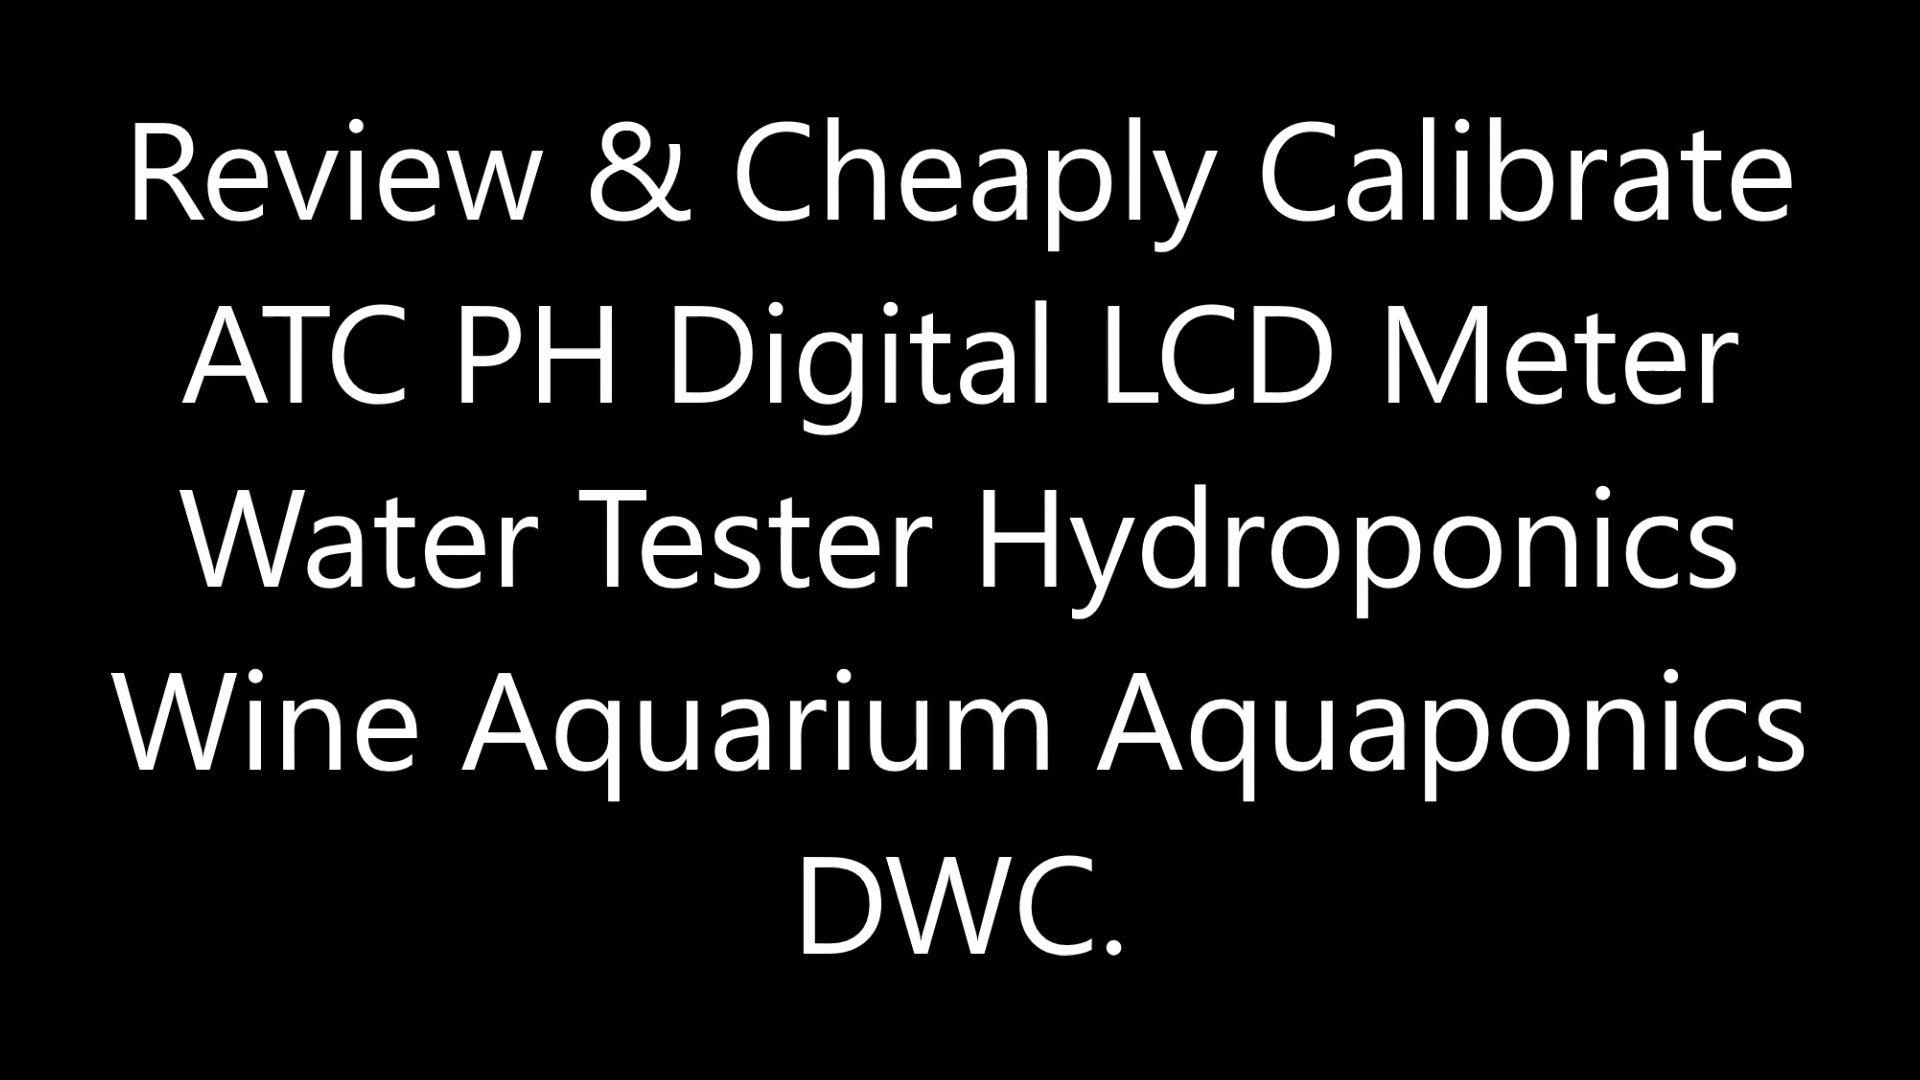 Review & Cheaply Calibrate
ATC PH Digital LCD Meter
Water Tester Hydroponics
Wine Aquarium Aquaponics
DWC.